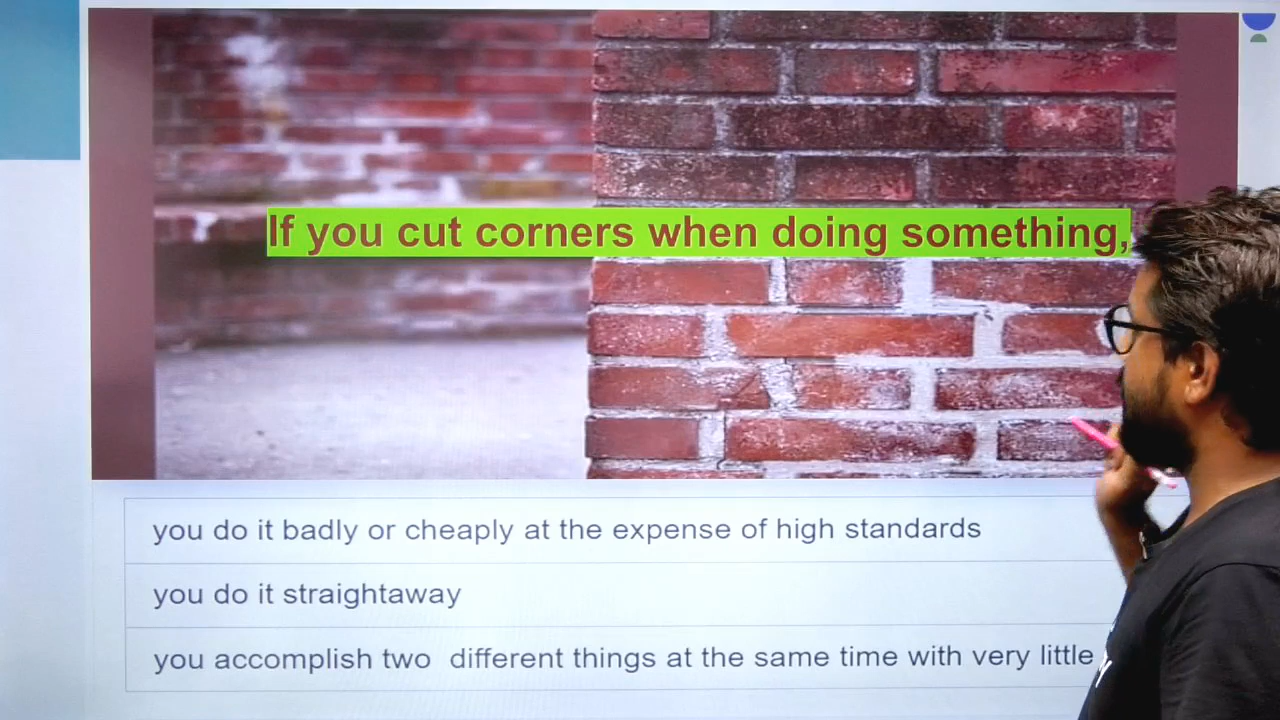 If you cut corners when doing something,
you do it badly or cheaply at the expense of high standards
you do it straightaway
you accomplish two different things at the same time with very little